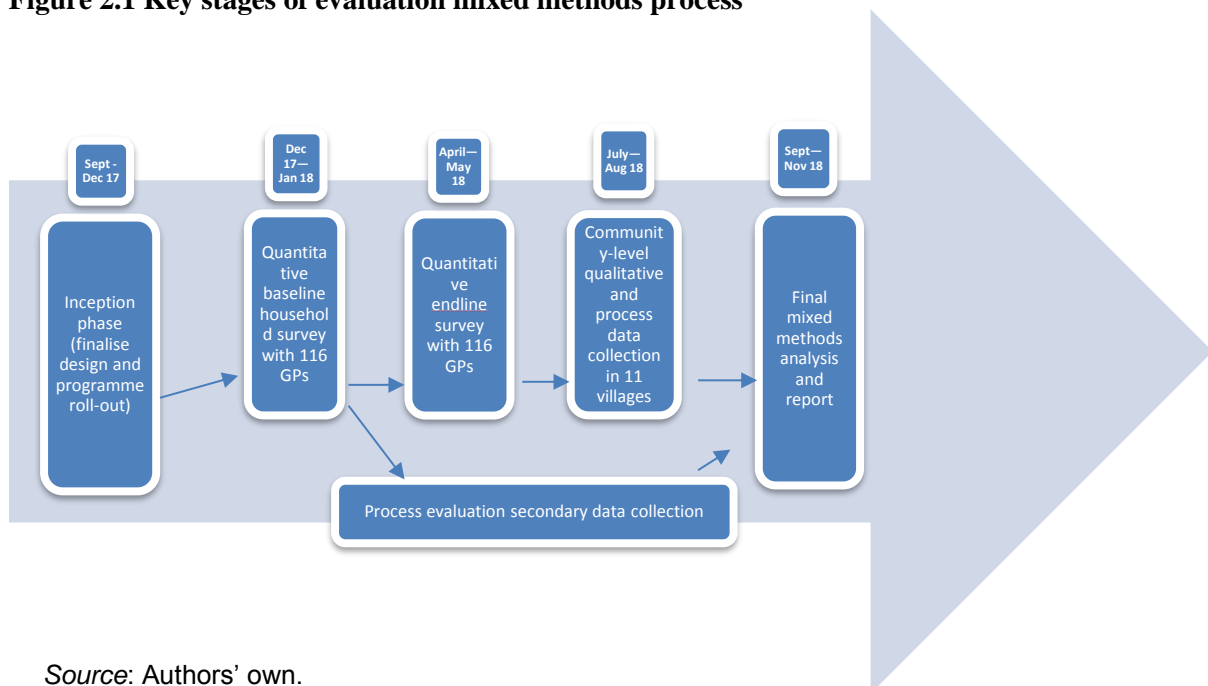 Figure 2.1 Key stages of evaluation mixed methods process
Sept -
Dec 17
Dec
17—
Jan 18
April—
May
18
July—
Aug 18
Sept—
Nov 18
Inception
phase
(finalise
design and
programme
roll-out)
Quantita
tive
baseline
househol
d survey
with 116
GPs
Quantitati
ve
endline
survey
with 116
GPs
Communit
y-level
qualitative
and
process
data
collection
in 11
villages
Final
mixed
methods
analysis
and
report
Process evaluation secondary data collection
Source: Authors’ own.